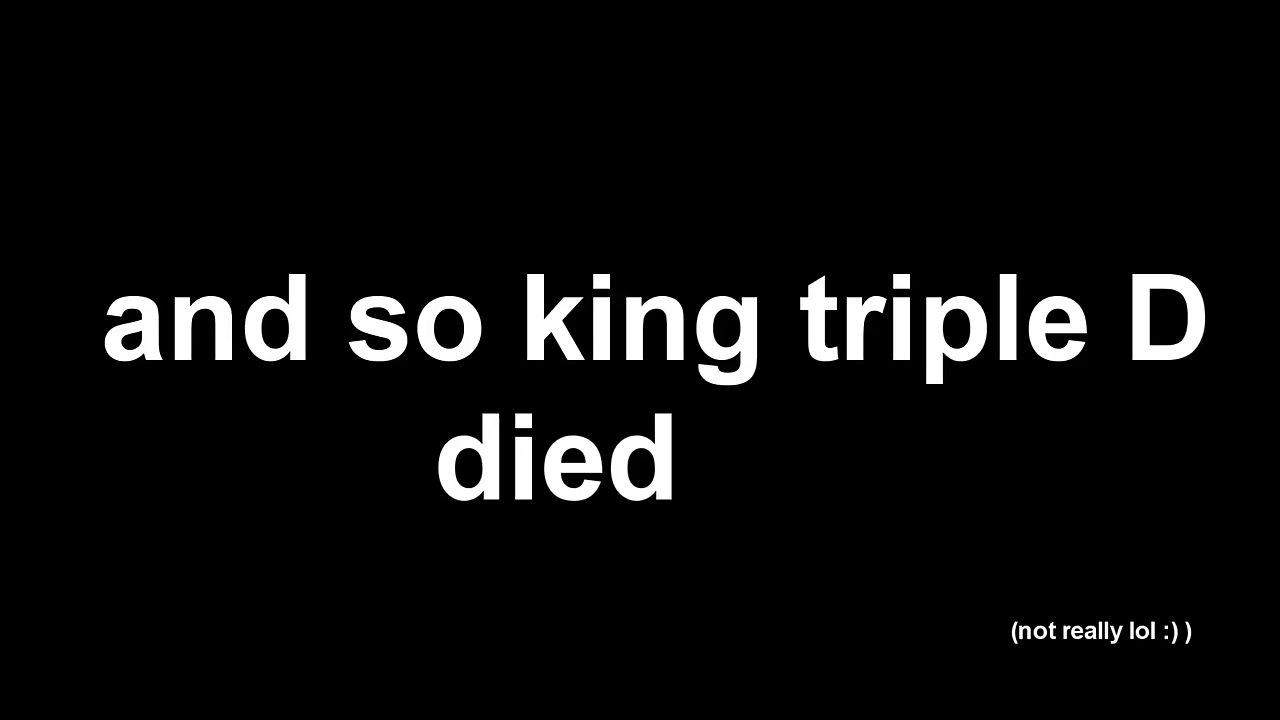 and so king triple D
died
(not really lol :) )